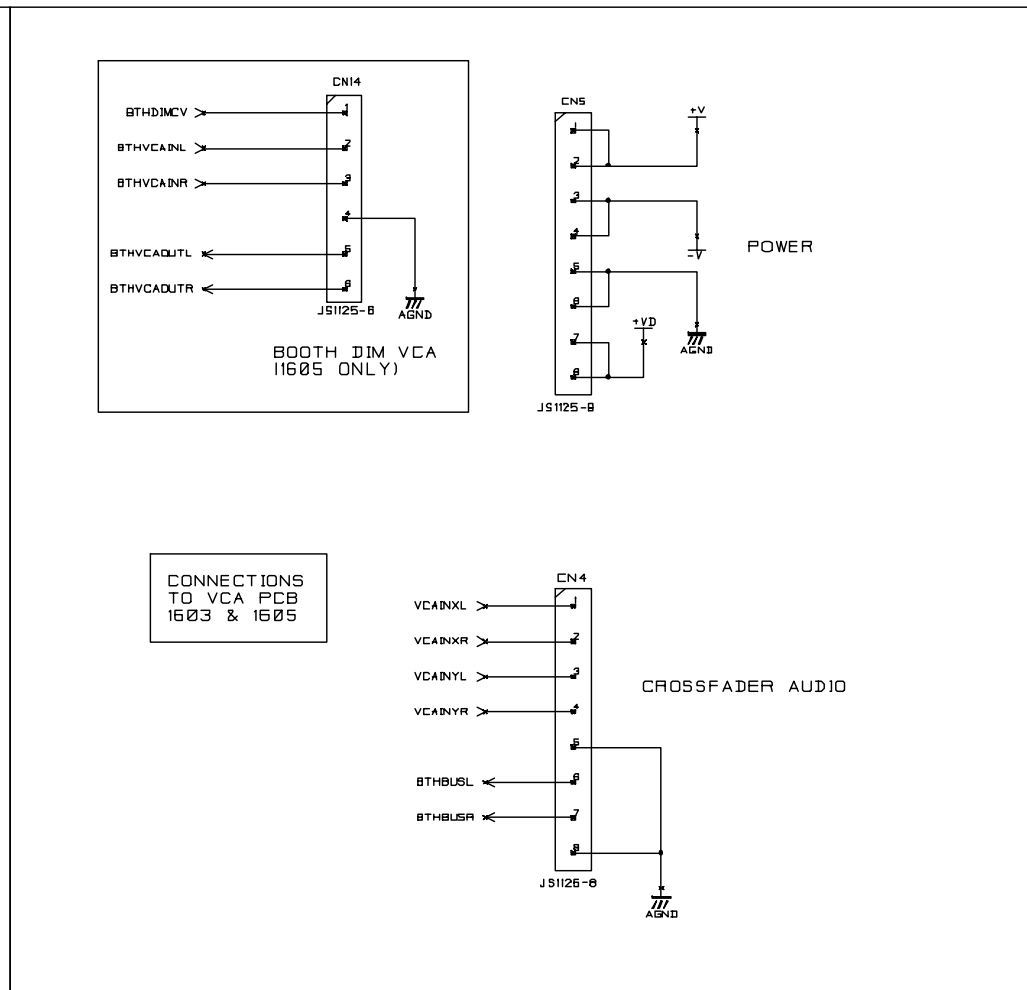 CN14
BTHDIMCV
1
BTHVCAINL
2
BTHVCAINR
3
4
BTHVCAOUTL
5
BTHVCAOUTR
6
JS1125-6
AGND
BOOTH DIM VCA
(1605 ONLY)
CN5
1
2
3
4
5
6
7
8
JS1125-8
+V
-V
AGND
+VD
POWER
CONNECTIONS
TO VCA PCB
1603 & 1605
CN4
VCAINXL
1
VCAINXR
2
VCAINYL
3
VCAINYR
4
5
BTHBUSL
6
BTHBUSR
7
8
JS1125-8
AGND
CROSSFADER AUDIO